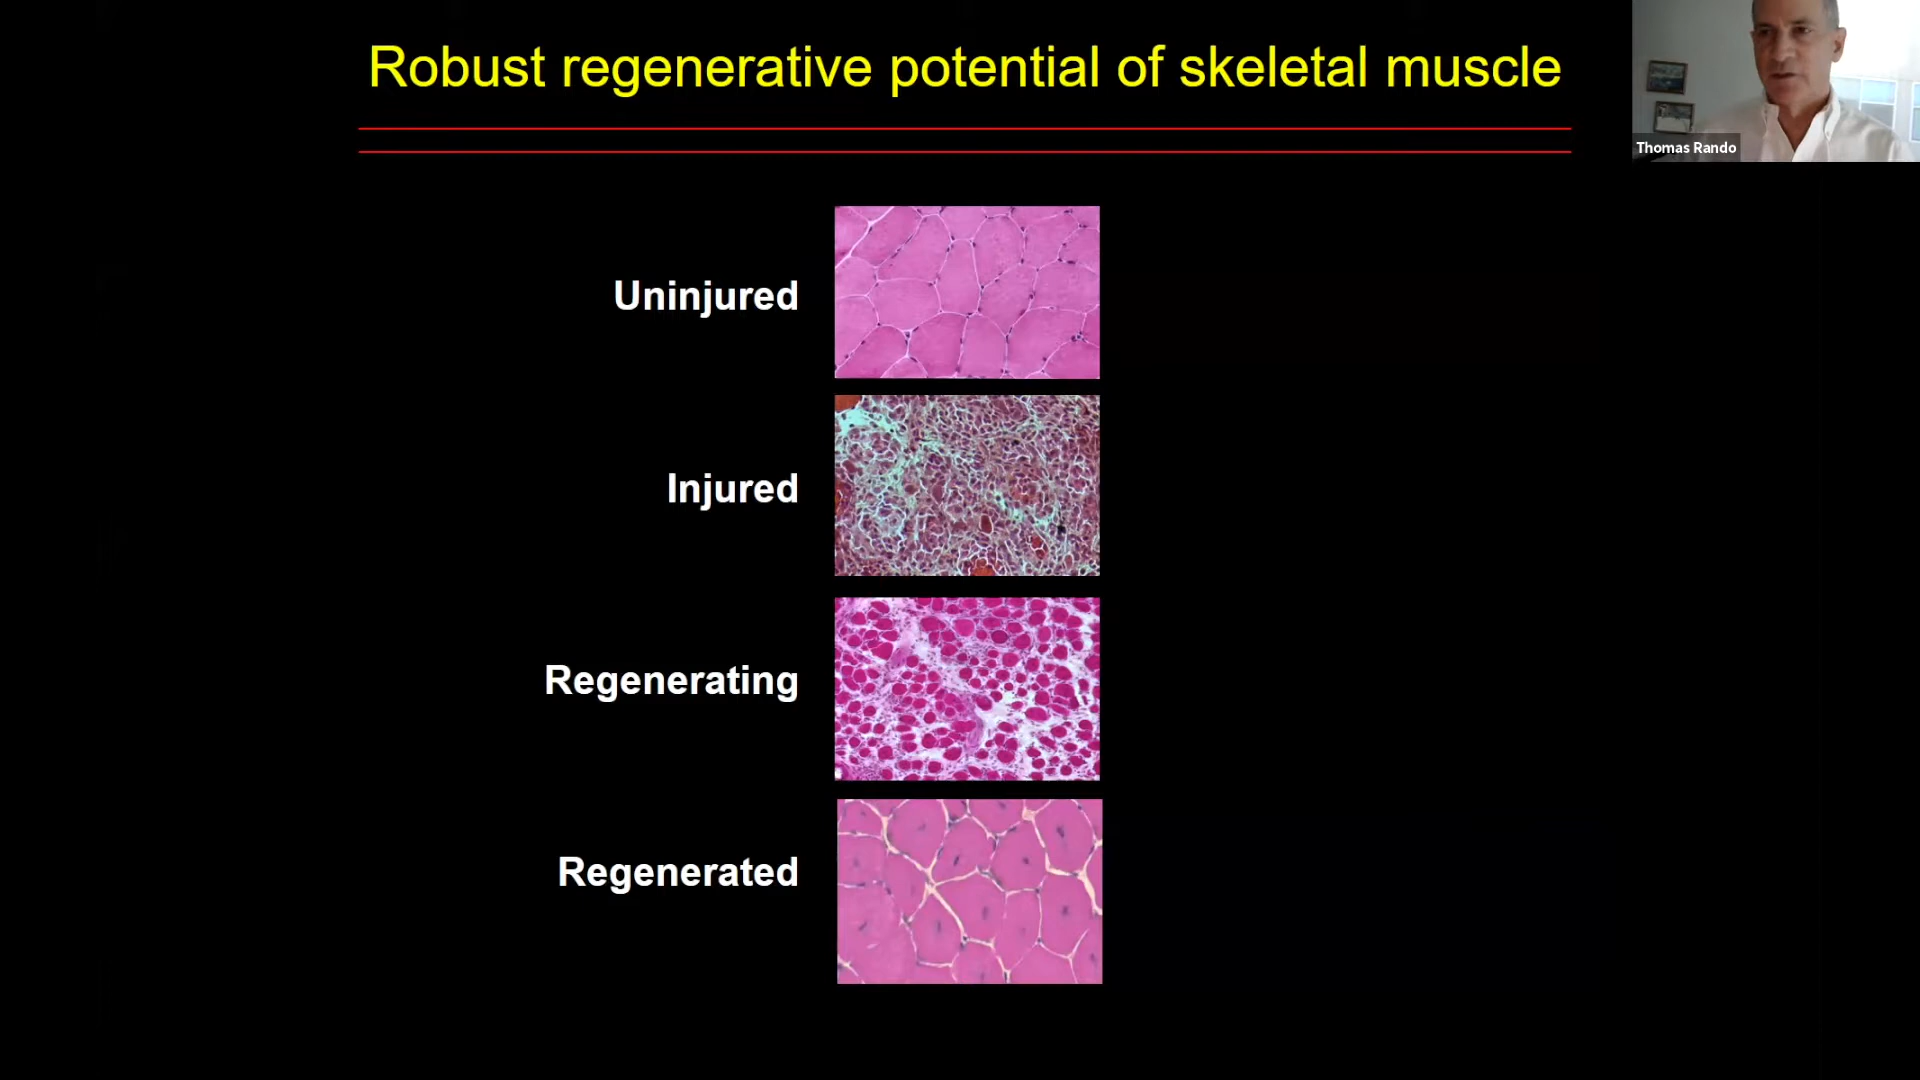 Robust regenerative potential of skeletal muscle
Thomas Rando
Uninjured
Injured
Regenerating
Regenerated